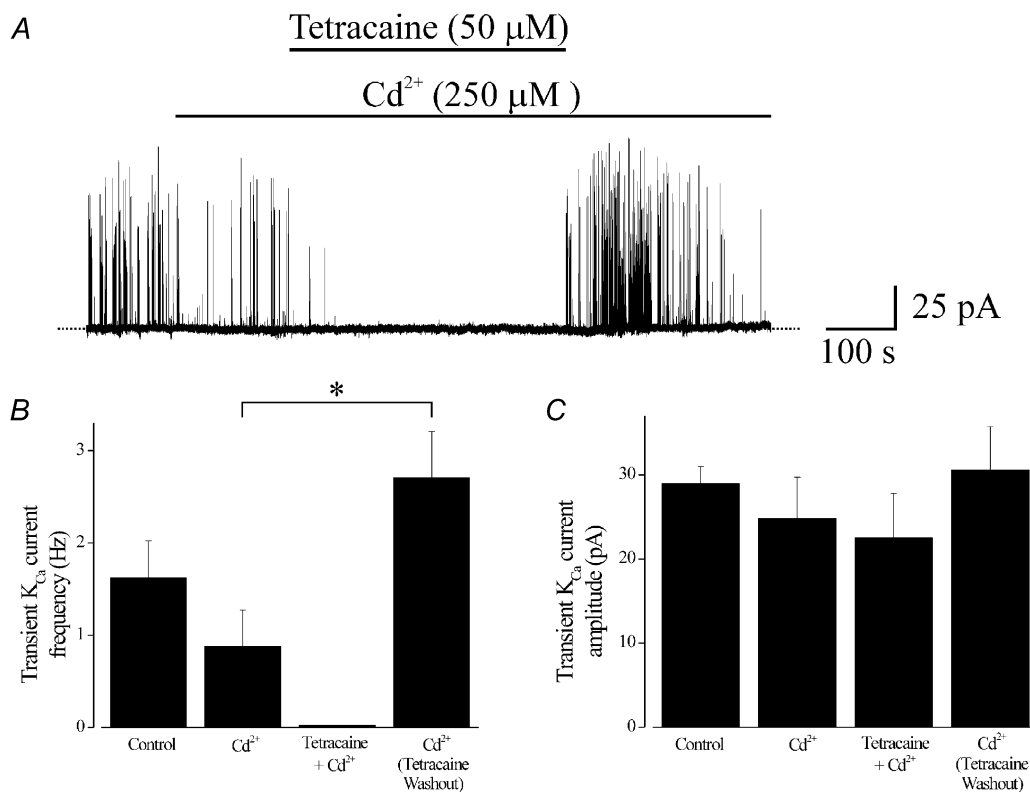 A
Tetracaine (50 μM)
Cd²⁺ (250 μM )
25 pA
100 s
B
*
3
2
1
0
Transient K_Ca current
frequency (Hz)
Control
Cd²⁺
Tetracaine
+ Cd²⁺
Cd²⁺
(Tetracaine
Washout)
C
30
20
10
0
Transient K_Ca current
amplitude (pA)
Control
Cd²⁺
Tetracaine
+ Cd²⁺
Cd²⁺
(Tetracaine
Washout)